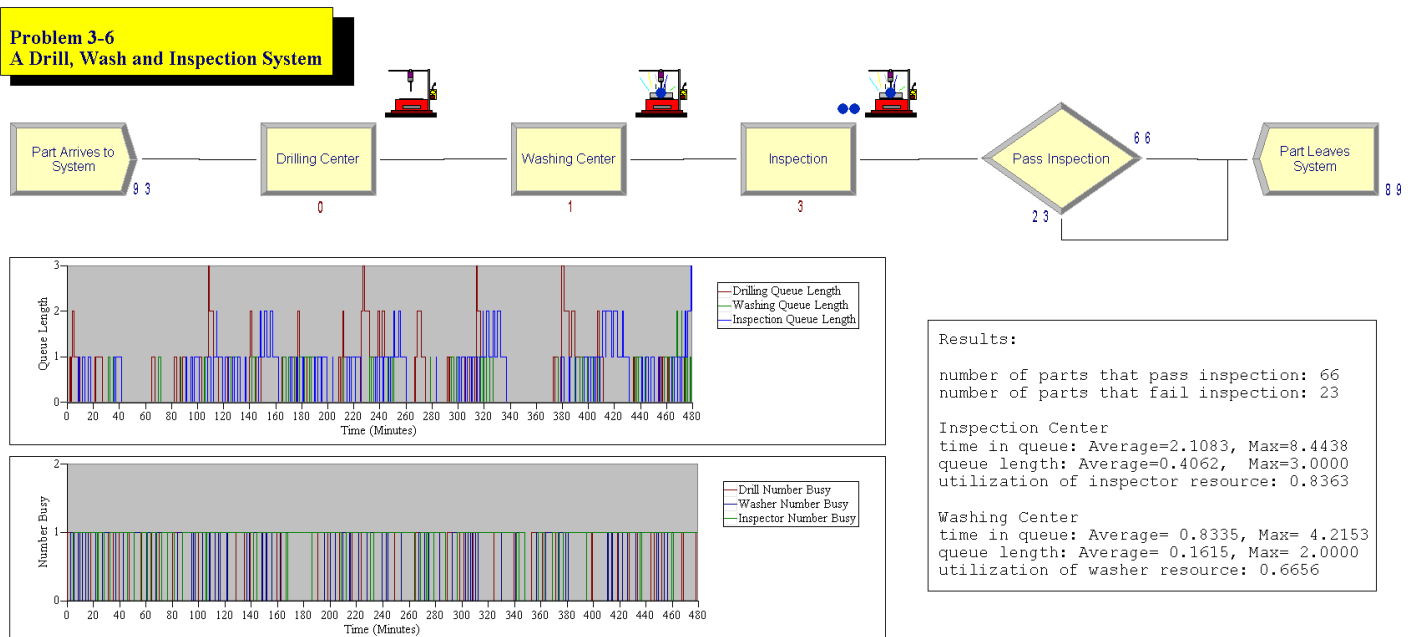 Problem 3-6
A Drill, Wash and Inspection System
Part Arrives to
System
9 3
Drilling Center
0
Washing Center
1
Inspection
3
Pass Inspection
6 6
2 3
Part Leaves
System
8 9
Queue Length
3
2
1
0
0 20 40 60 80 100 120 140 160 180 200 220 240 260 280 300 320 340 360 380 400 420 440 460 480
Time (Minutes)
Drilling Queue Length
Washing Queue Length
Inspection Queue Length
Number Busy
2
1
0
0 20 40 60 80 100 120 140 160 180 200 220 240 260 280 300 320 340 360 380 400 420 440 460 480
Time (Minutes)
Drill Number Busy
Washer Number Busy
Inspector Number Busy
Results:
number of parts that pass inspection: 66
number of parts that fail inspection: 23
Inspection Center
time in queue: Average=2.1083, Max=8.4438
queue length: Average=0.4062, Max=3.0000
utilization of inspector resource: 0.8363
Washing Center
time in queue: Average= 0.8335, Max= 4.2153
queue length: Average= 0.1615, Max= 2.0000
utilization of washer resource: 0.6656